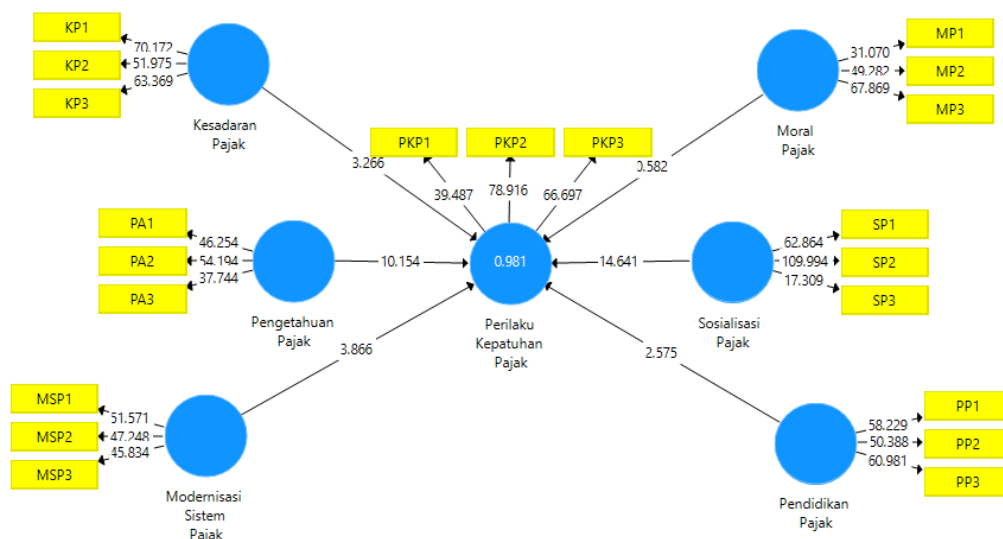 KP1
70.172
KP2
51.975
KP3
63.369
Kesadaran
Pajak
3.266
MP1
31.070
MP2
49.282
MP3
67.869
Moral
Pajak
0.582
PKP1
PKP2
PKP3
39.487
78.916
66.697
PA1
46.254
PA2
54.194
PA3
37.744
Pengetahuan
Pajak
10.154
0.981
Perilaku
Kepatuhan
Pajak
14.641
SP1
62.864
SP2
109.994
SP3
17.309
Sosialisasi
Pajak
3.866
2.575
MSP1
51.571
MSP2
47.248
MSP3
45.834
Modernisasi
Sistem
Pajak
PP1
58.229
PP2
50.388
PP3
60.981
Pendidikan
Pajak